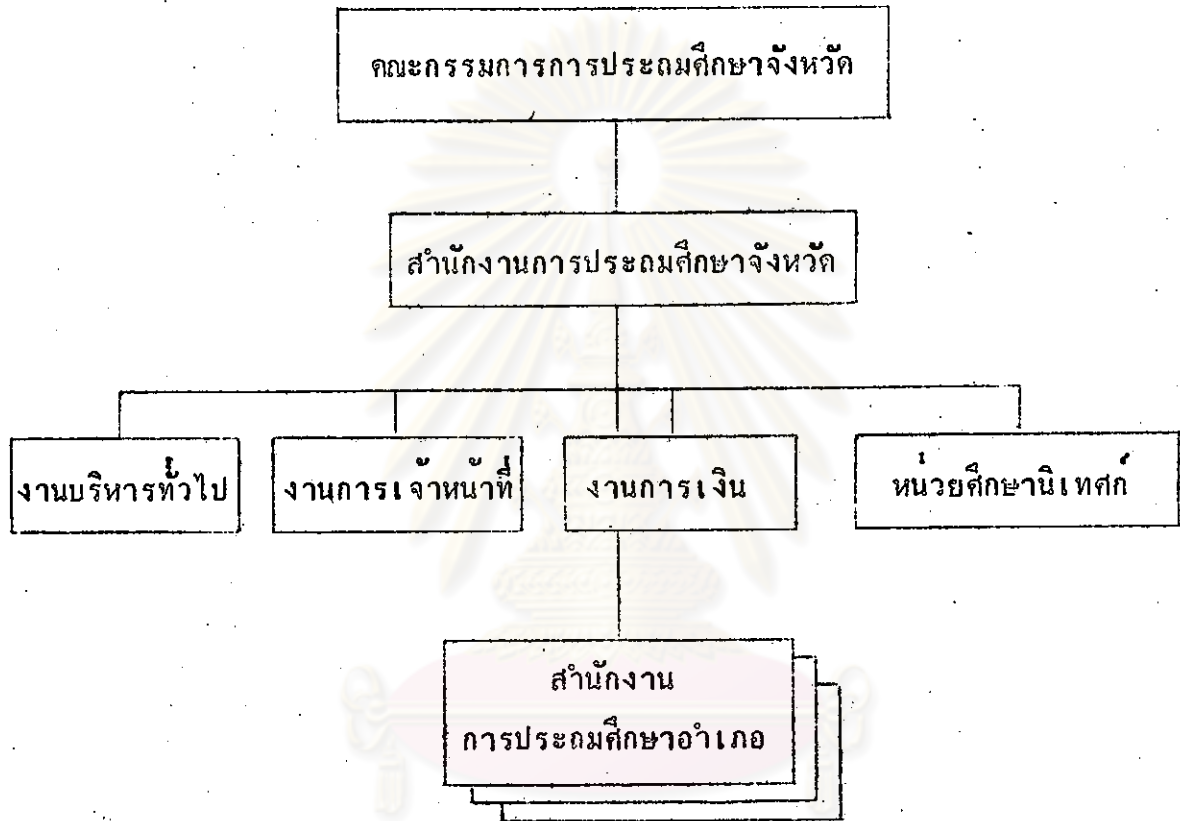 คณะกรรมการการประถมศึกษาจังหวัด
สำนักงานการประถมศึกษาจังหวัด
งานบริหารทั่วไป
งานการเจ้าหน้าที่
งานการเงิน
หน่วยศึกษานิเทศก์
สำนักงาน
การประถมศึกษาอำเภอ